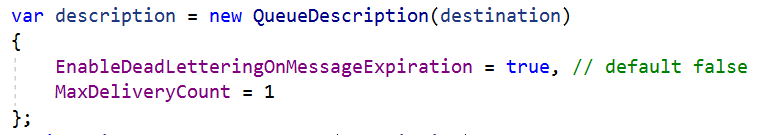 var description = new QueueDescription(destination)
{
    EnableDeadLetteringOnMessageExpiration = true, // default false
    MaxDeliveryCount = 1
};